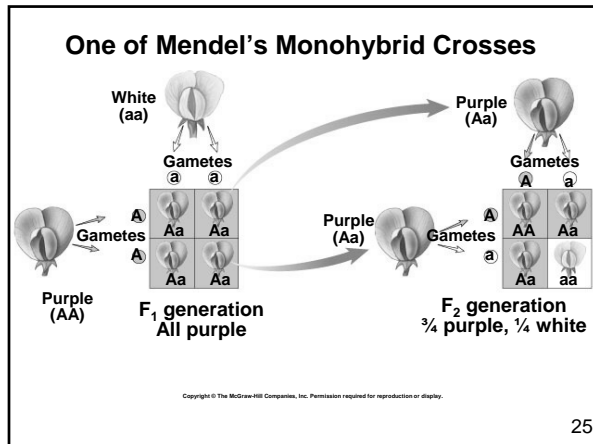 One of Mendel's Monohybrid Crosses
White
(aa)
Gametes
a a
A
Gametes
A
Aa Aa
Aa Aa
Purple
(AA)
F₁ generation
All purple
Purple
(Aa)
Gametes
A a
Purple
(Aa)
A
Gametes
a
AA Aa
Aa aa
F₂ generation
¾ purple, ¼ white
Copyright © The McGraw-Hill Companies, Inc. Permission required for reproduction or display.
25